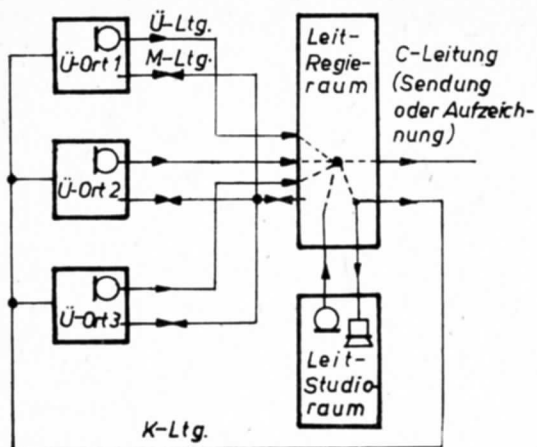 Ü-Ltg.
M-Ltg.
Ü-Ort 1
Ü-Ort 2
Ü-Ort 3
K-Ltg.
Leit-
Regie-
raum
C-Leitung
(Sendung
oder Aufzeich-
nung)
Leit-
Studio-
raum